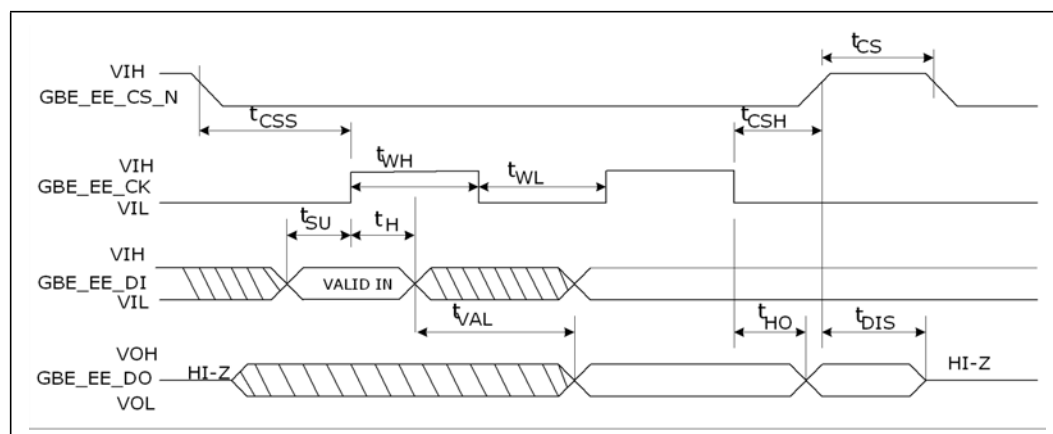 tCS
VIH
GBE_EE_CS_N
tCSS
tCSH
VIH
tWH
tWL
GBE_EE_CK
VIL
tSU
tH
VIH
GBE_EE_DI
VALID IN
VIL
tVAL
tHO
tDIS
VOH
GBE_EE_DO
HI-Z
HI-Z
VOL